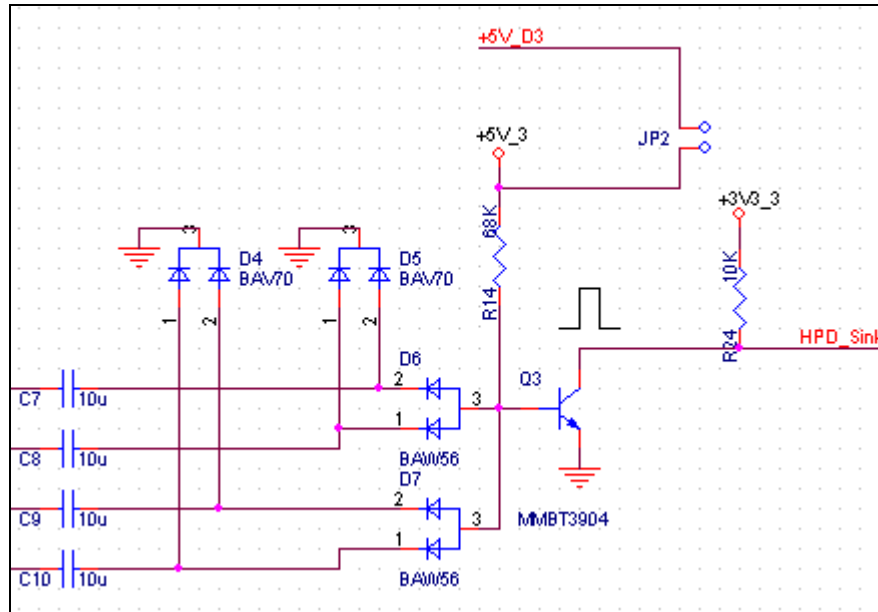 +5V_D3
JP2
+5V_3
+3V3_3
68K
R14
10K
R24
HPD_Sink
3
D4
BAV70
1
2
3
D5
BAV70
1
2
D6
2
1
3
BAW56
Q3
MMBT3904
D7
2
1
3
BAW56
C7
10u
C8
10u
C9
10u
C10
10u